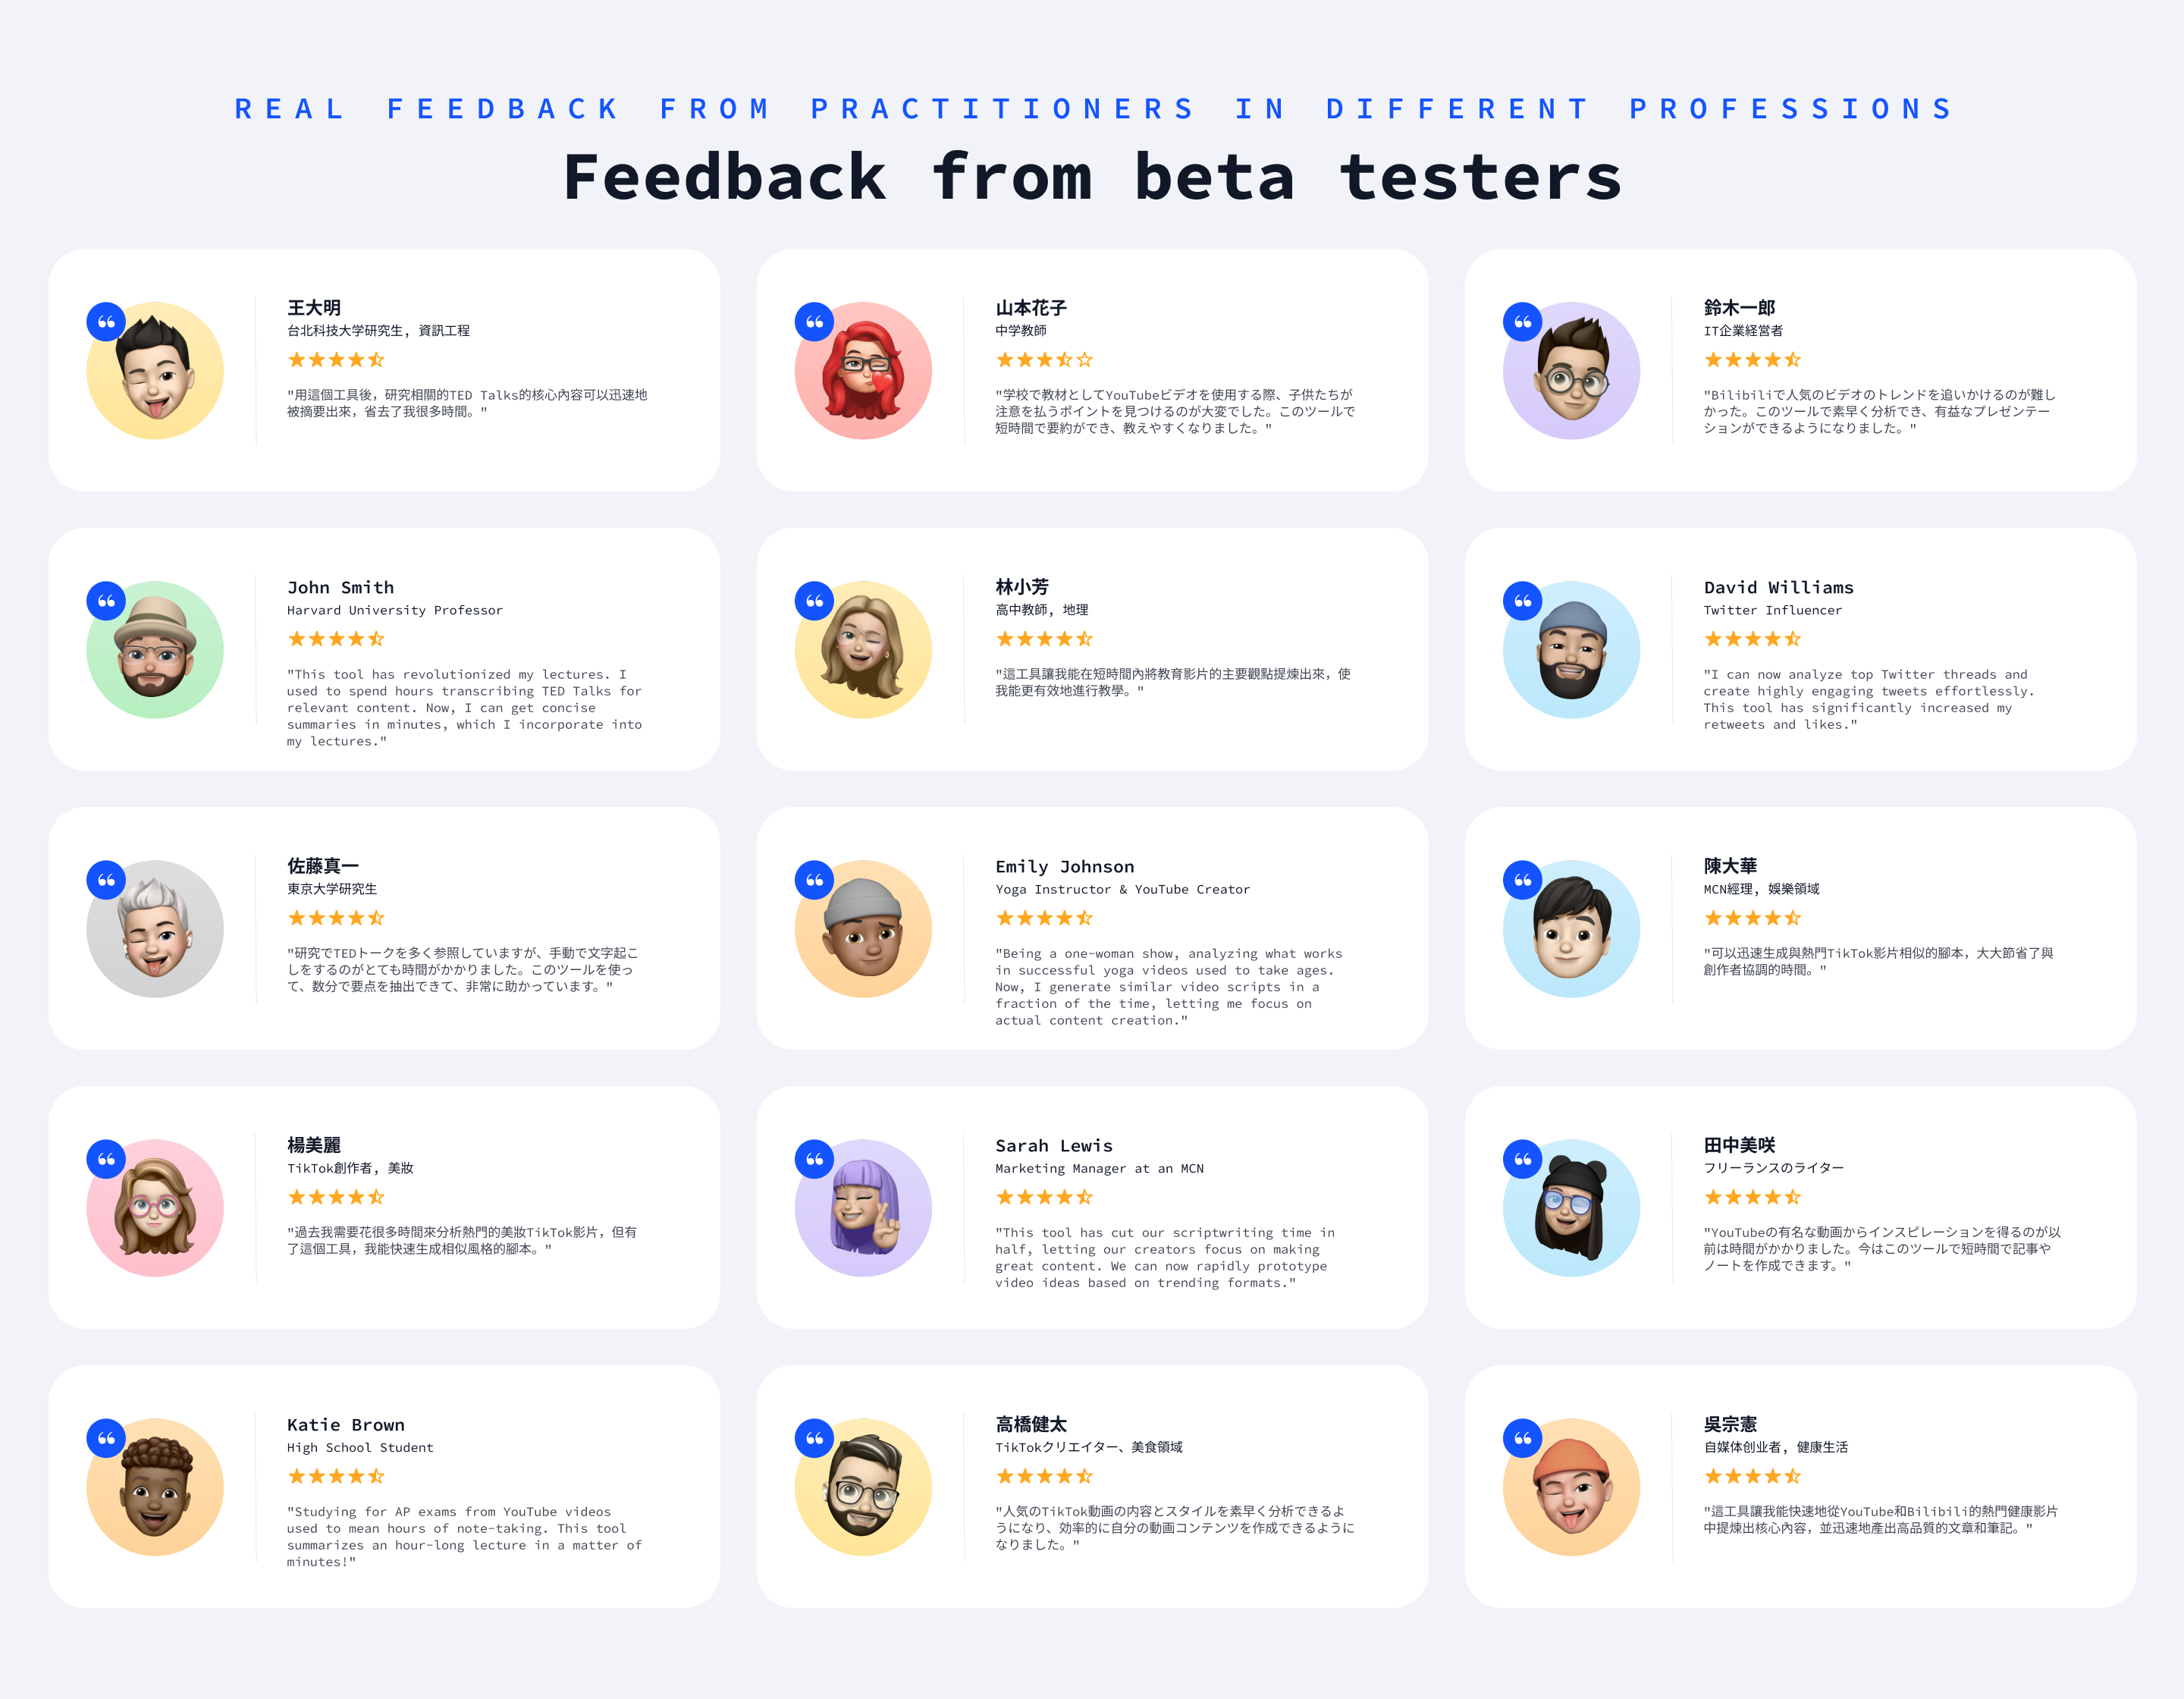 REAL FEEDBACK FROM PRACTITIONERS IN DIFFERENT PROFESSIONS
Feedback from beta testers
王大明
台北科技大学研究生, 資訊工程
"用這個工具後，研究相關的TED Talks的核心內容可以迅速地
被摘要出來，省去了我很多時間。"
山本花子
中学教師
"学校で教材としてYouTubeビデオを使用する際、子供たちが
注意を払うポイントを見つけるのが大変でした。このツールで
短時間で要約ができ、教えやすくなりました。"
鈴木一郎
IT企業経営者
"Bilibiliで人気のビデオのトレンドを追いかけるのが難し
かった。このツールで素早く分析でき、有益なプレゼンテー
ションができるようになりました。"
John Smith
Harvard University Professor
"This tool has revolutionized my lectures. I
used to spend hours transcribing TED Talks for
relevant content. Now, I can get concise
summaries in minutes, which I incorporate into
my lectures."
林小芳
高中教師, 地理
"這工具讓我能在短時間內將教育影片的主要觀點提煉出來，使
我能更有效地進行教學。"
David Williams
Twitter Influencer
"I can now analyze top Twitter threads and
create highly engaging tweets effortlessly.
This tool has significantly increased my
retweets and likes."
佐藤真一
東京大学研究生
"研究でTEDトークを多く参照していますが、手動で文字起こ
しをするのがとても時間がかかりました。このツールを使っ
て、数分で要点を抽出できて、非常に助かっています。"
Emily Johnson
Yoga Instructor & YouTube Creator
"Being a one-woman show, analyzing what works
in successful yoga videos used to take ages.
Now, I generate similar video scripts in a
fraction of the time, letting me focus on
actual content creation."
陳大華
MCN經理, 娛樂領域
"可以迅速生成與熱門TikTok影片相似的腳本，大大節省了與
創作者協調的時間。"
楊美麗
TikTok創作者, 美妝
"過去我需要花很多時間來分析熱門的美妝TikTok影片，但有
了這個工具，我能快速生成相似風格的腳本。"
Sarah Lewis
Marketing Manager at an MCN
"This tool has cut our scriptwriting time in
half, letting our creators focus on making
great content. We can now rapidly prototype
video ideas based on trending formats."
田中美咲
フリーランスのライター
"YouTubeの有名な動画からインスピレーションを得るのが以
前は時間がかかりました。今はこのツールで短時間で記事や
ノートを作成できます。"
Katie Brown
High School Student
"Studying for AP exams from YouTube videos
used to mean hours of note-taking. This tool
summarizes an hour-long lecture in a matter of
minutes!"
高橋健太
TikTokクリエイター、美食領域
"人気のTikTok動画の内容とスタイルを素早く分析できるよ
うになり、効率的に自分の動画コンテンツを作成できるように
なりました。"
吳宗憲
自媒体创业者, 健康生活
"這工具讓我能快速地從YouTube和Bilibili的熱門健康影片
中提煉出核心內容，並迅速地產出高品質的文章和筆記。"